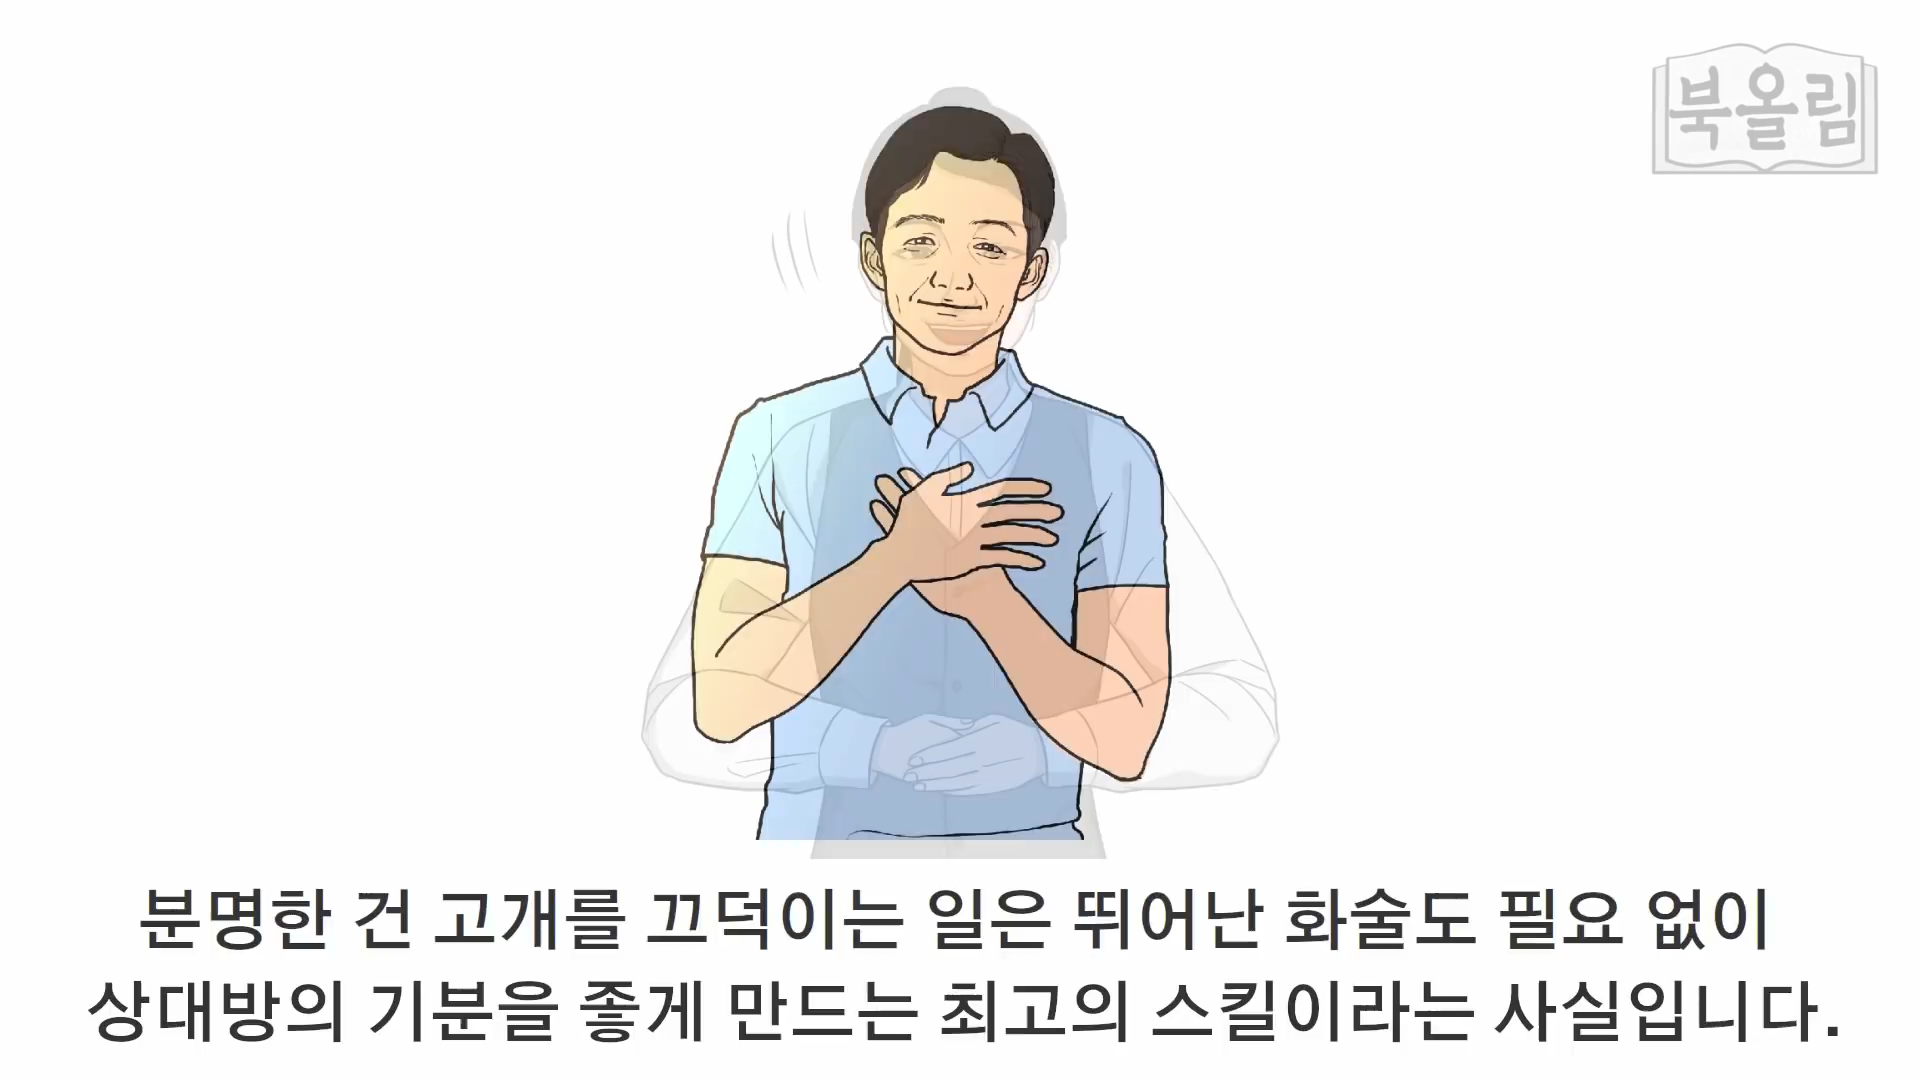 북올림
분명한 건 고개를 끄덕이는 일은 뛰어난 화술도 필요 없이
상대방의 기분을 좋게 만드는 최고의 스킬이라는 사실입니다.